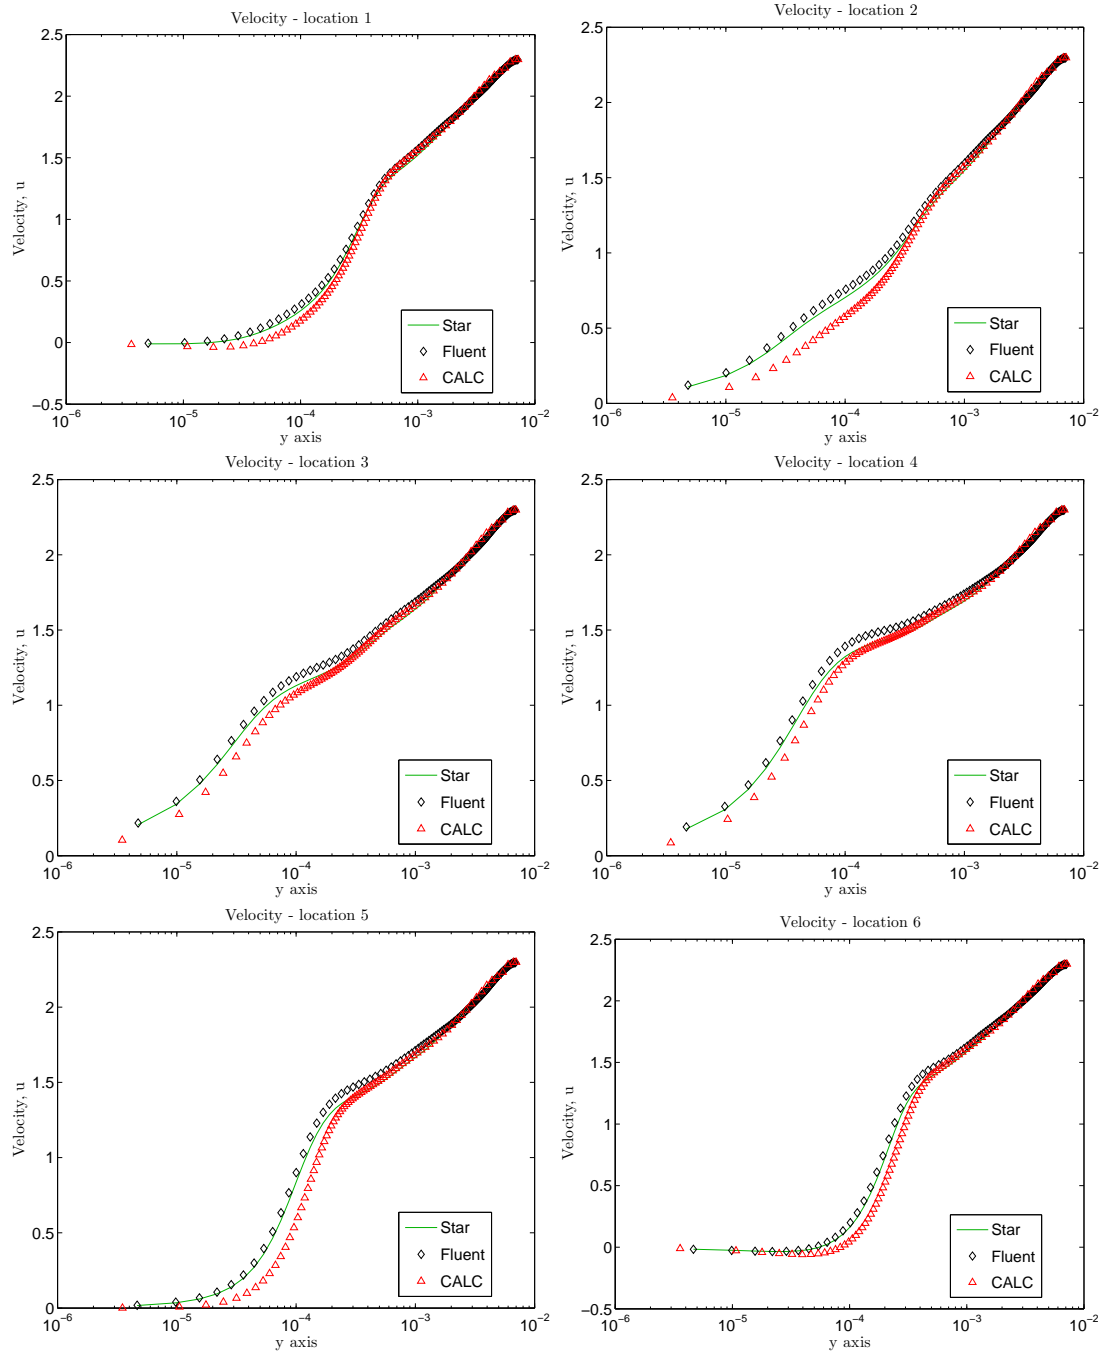 Velocity - location 1
2.5
2
1.5
1
0.5
0
−0.5
10⁻⁶
10⁻⁵
10⁻⁴
10⁻³
10⁻²
Velocity, u
y axis
Star
Fluent
CALC
Velocity - location 2
2.5
2
1.5
1
0.5
0
10⁻⁶
10⁻⁵
10⁻⁴
10⁻³
10⁻²
Velocity, u
y axis
Star
Fluent
CALC
Velocity - location 3
2.5
2
1.5
1
0.5
0
10⁻⁶
10⁻⁵
10⁻⁴
10⁻³
10⁻²
Velocity, u
y axis
Star
Fluent
CALC
Velocity - location 4
2.5
2
1.5
1
0.5
0
10⁻⁶
10⁻⁵
10⁻⁴
10⁻³
10⁻²
Velocity, u
y axis
Star
Fluent
CALC
Velocity - location 5
2.5
2
1.5
1
0.5
0
10⁻⁶
10⁻⁵
10⁻⁴
10⁻³
10⁻²
Velocity, u
y axis
Star
Fluent
CALC
Velocity - location 6
2.5
2
1.5
1
0.5
0
−0.5
10⁻⁶
10⁻⁵
10⁻⁴
10⁻³
10⁻²
Velocity, u
y axis
Star
Fluent
CALC